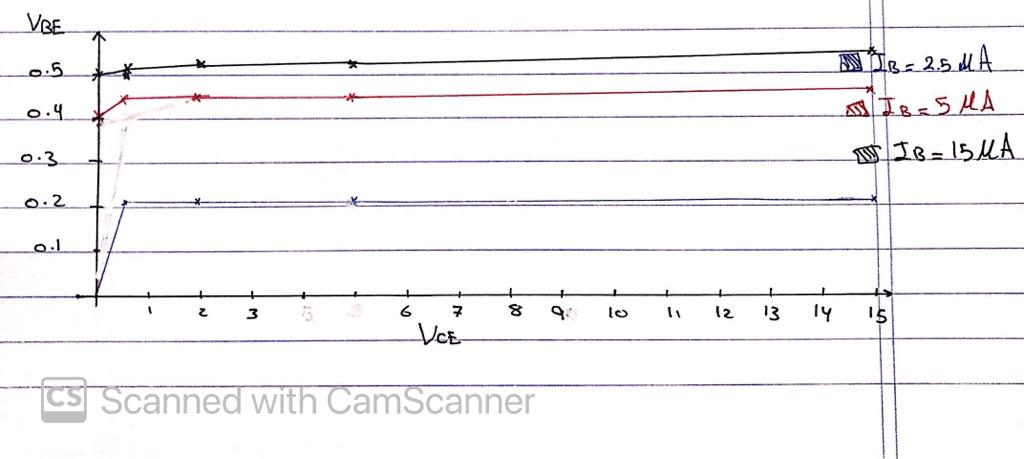 VBE
0.5
0.4
0.3
0.2
0.1
1 2 3 3 5 6 7 8 9 10 11 12 13 14 15
VCE
IB = 2.5 µA
IB = 5 µA
IB = 15 µA
CS Scanned with CamScanner